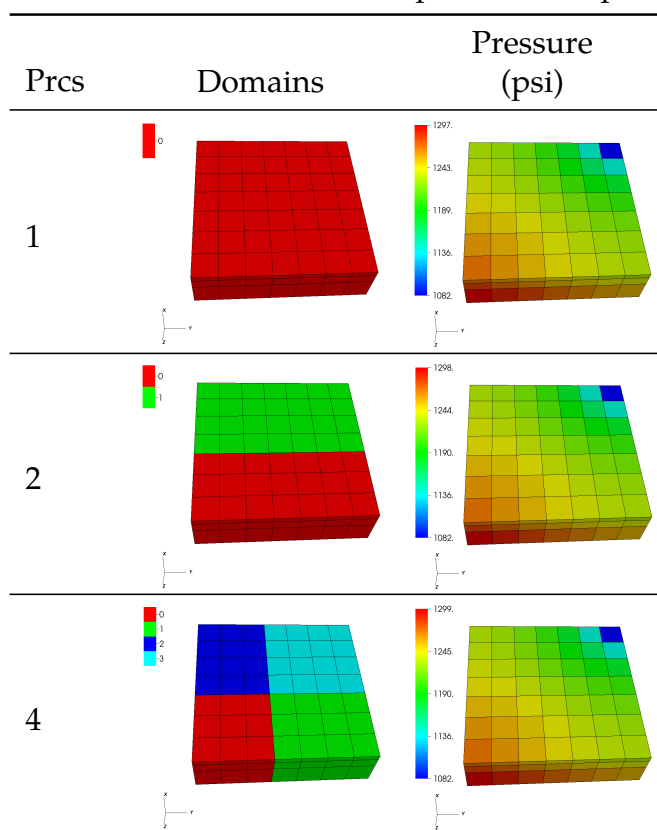 Pressure
Prcs Domains (psi)
0
1297.
1243.
1189.
1136.
1082.
1
X
Y
Z
X
Y
Z
0
1
1298.
1244.
1190.
1136.
1082.
2
X
Y
Z
X
Y
Z
0
1
2
3
1299.
1245.
1190.
1136.
1082.
4
X
Y
Z
X
Y
Z